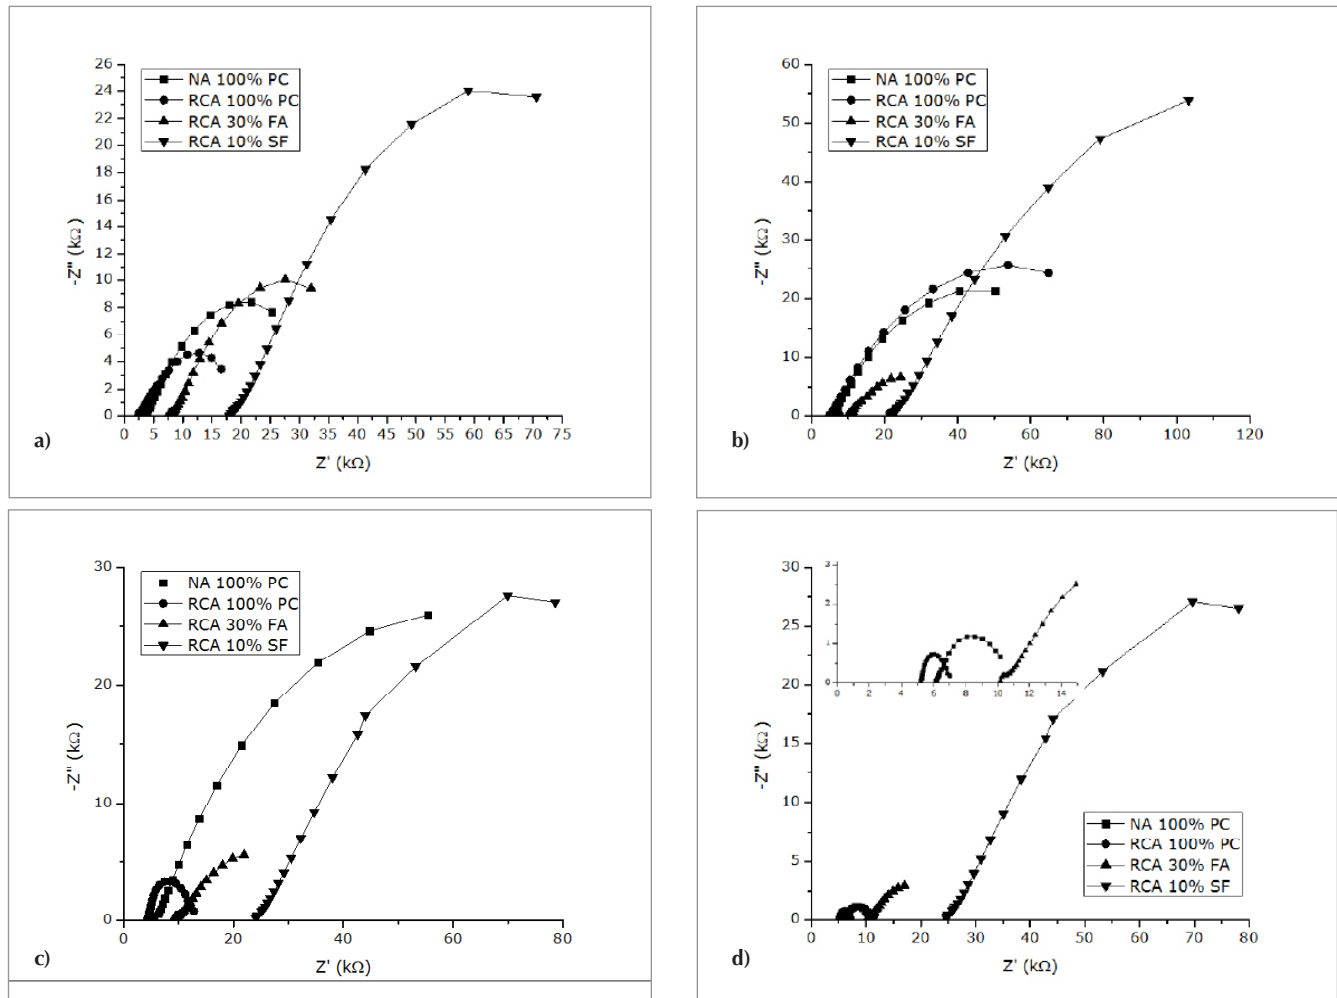 26
24
22
20
18
16
14
12
10
8
6
4
2
0
-Z" (kΩ)
NA 100% PC
RCA 100% PC
RCA 30% FA
RCA 10% SF
0 5 10 15 20 25 30 35 40 45 50 55 60 65 70 75
Z' (kΩ)
a)
60
50
40
30
20
10
0
-Z" (kΩ)
NA 100% PC
RCA 100% PC
RCA 30% FA
RCA 10% SF
0 20 40 60 80 100 120
Z' (kΩ)
b)
30
20
10
0
-Z" (kΩ)
NA 100% PC
RCA 100% PC
RCA 30% FA
RCA 10% SF
0 20 40 60 80
Z' (kΩ)
c)
30
25
20
15
10
5
0
-Z" (kΩ)
3
2
1
0
0 2 4 6 8 10 12 14
NA 100% PC
RCA 100% PC
RCA 30% FA
RCA 10% SF
0 10 20 30 40 50 60 70 80
Z' (kΩ)
d)